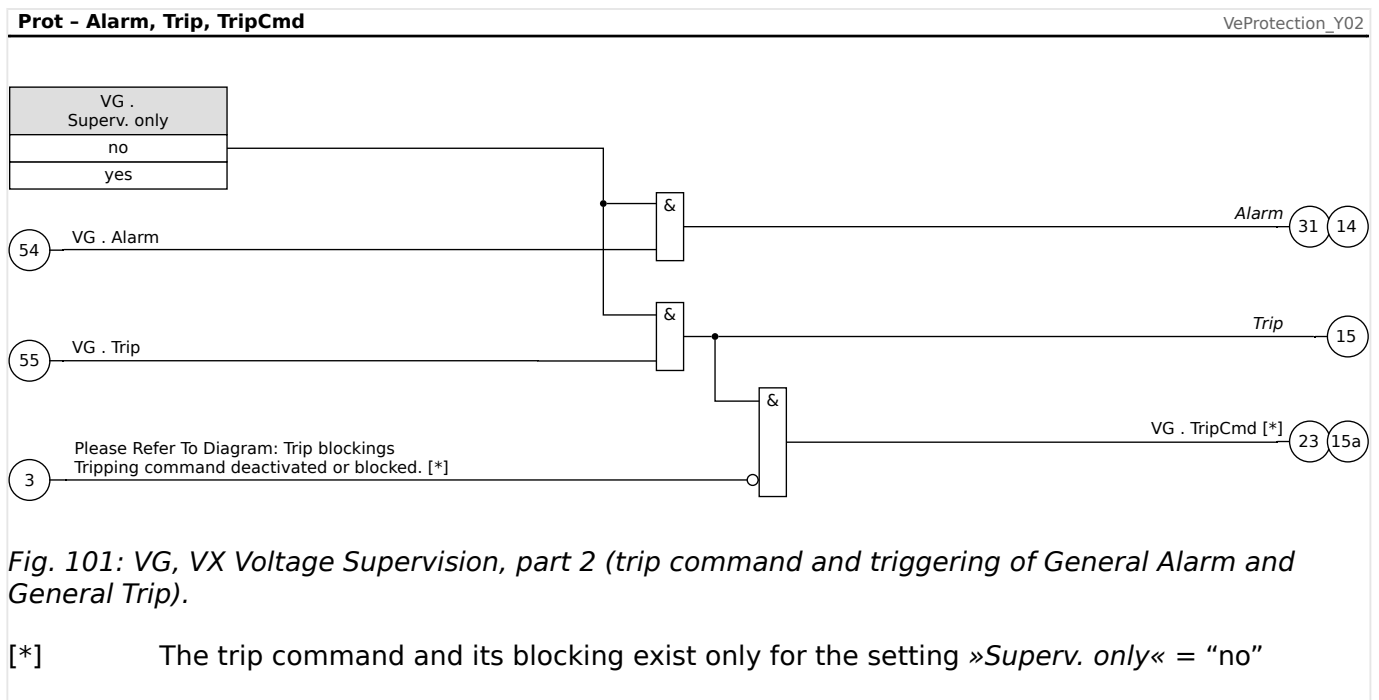 Prot – Alarm, Trip, TripCmd
VeProtection_Y02
VG .
Superv. only
no
yes
&
Alarm
31
14
54
VG . Alarm
&
Trip
15
55
VG . Trip
&
VG . TripCmd [*]
23
15a
Please Refer To Diagram: Trip blockings
Tripping command deactivated or blocked. [*]
3
Fig. 101: VG, VX Voltage Supervision, part 2 (trip command and triggering of General Alarm and
General Trip).
[*] The trip command and its blocking exist only for the setting »Superv. only« = “no”